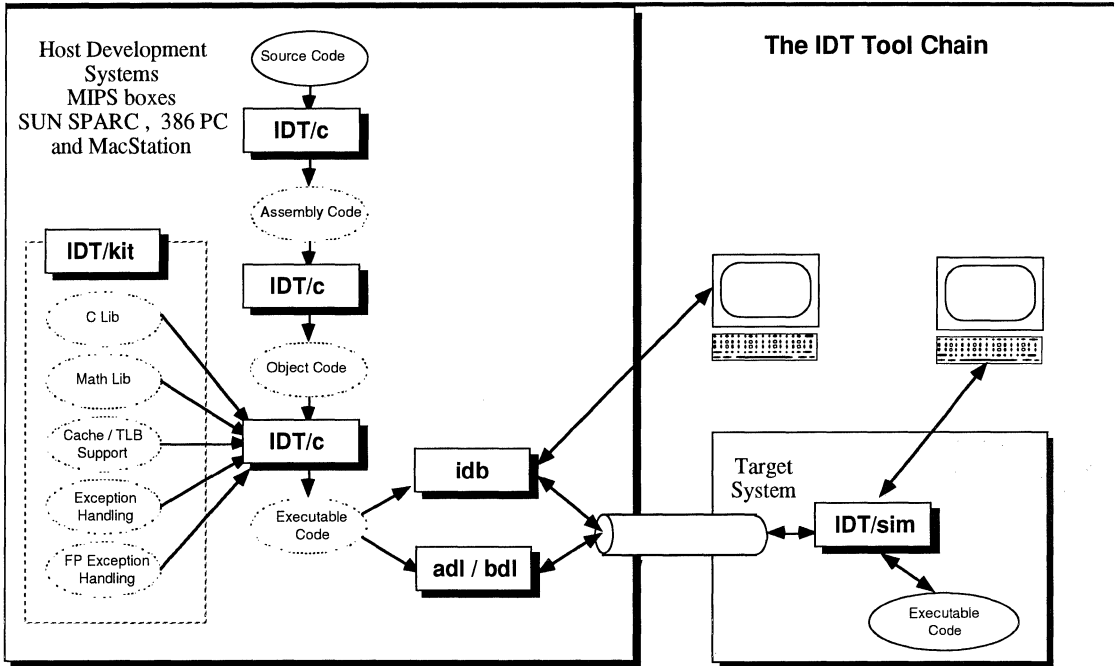 The IDT Tool Chain
Host Development
Systems
MIPS boxes
SUN SPARC , 386 PC
and MacStation
Source Code
IDT/c
Assembly Code
IDT/c
Object Code
IDT/c
Executable
Code
IDT/kit
C Lib
Math Lib
Cache / TLB
Support
Exception
Handling
FP Exception
Handling
idb
adl / bdl
Target
System
IDT/sim
Executable
Code